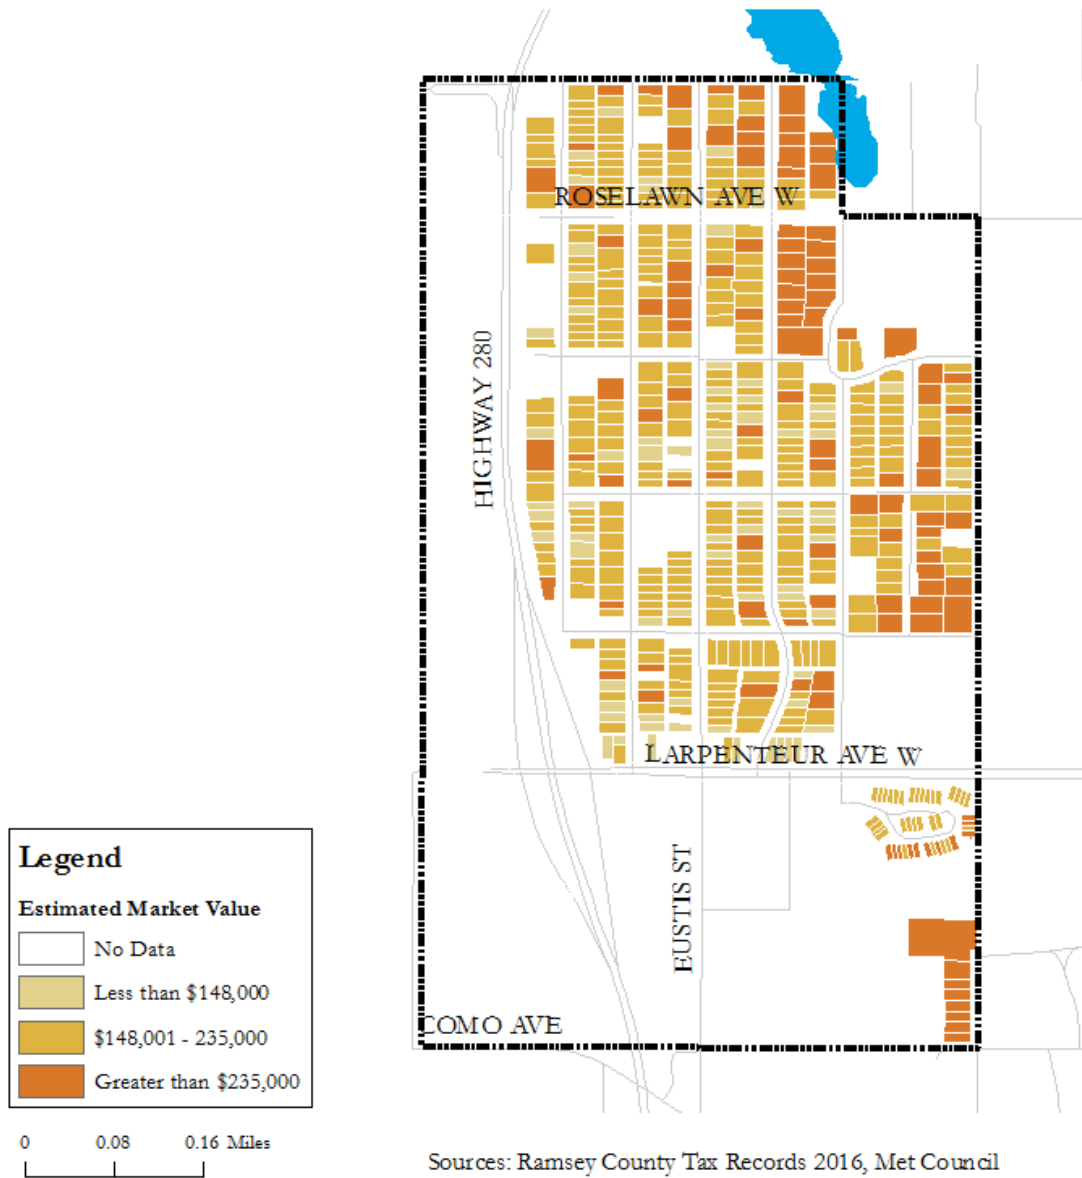 ROSELAWN AVE W
HIGHWAY 280
LARPENTEUR AVE W
EUSTIS ST
COMO AVE
Legend
Estimated Market Value
No Data
Less than $148,000
$148,001 - 235,000
Greater than $235,000
0 0.08 0.16 Miles
Sources: Ramsey County Tax Records 2016, Met Council